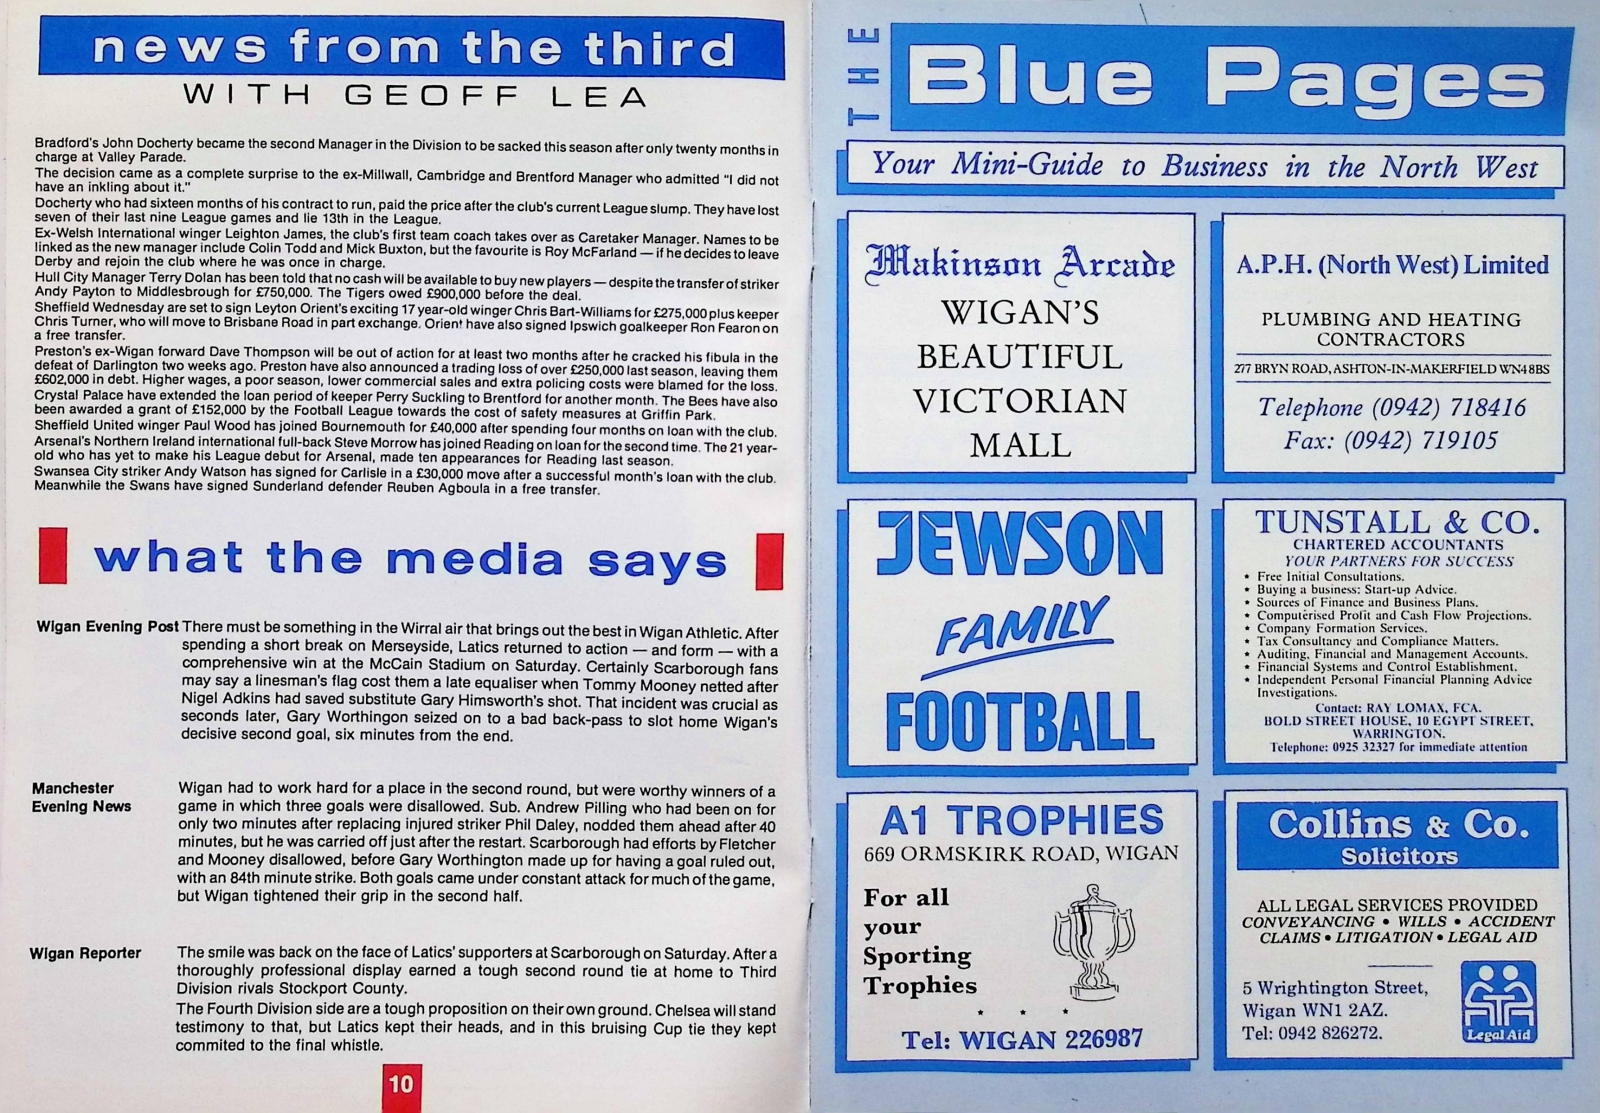 news from the third
WITH GEOFF LEA
Bradford's John Docherty became the second Manager in the Division to be sacked this season after only twenty months in
charge at Valley Parade.
The decision came as a complete surprise to the ex-Millwall, Cambridge and Brentford Manager who admitted "I did not
have an inkling about it."
Docherty who had sixteen months of his contract to run, paid the price after the club's current League slump. They have lost
seven of their last nine League games and lie 13th in the League.
Ex-Welsh International winger Leighton James, the club's first team coach takes over as Caretaker Manager. Names to be
linked as the new manager include Colin Todd and Mick Buxton, but the favourite is Roy McFarland — if he decides to leave
Derby and rejoin the club where he was once in charge.
Hull City Manager Terry Dolan has been told that no cash will be available to buy new players — despite the transfer of striker
Andy Payton to Middlesbrough for £750,000. The Tigers owed £900,000 before the deal.
Sheffield Wednesday are set to sign Leyton Orient's exciting 17 year-old winger Chris Bart-Williams for £275,000 plus keeper
Chris Turner, who will move to Brisbane Road in part exchange. Orient have also signed Ipswich goalkeeper Ron Fearon on
a free transfer.
Preston's ex-Wigan forward Dave Thompson will be out of action for at least two months after he cracked his fibula in the
defeat of Darlington two weeks ago. Preston have also announced a trading loss of over £250,000 last season, leaving them
£602,000 in debt. Higher wages, a poor season, lower commercial sales and extra policing costs were blamed for the loss.
Crystal Palace have extended the loan period of keeper Perry Suckling to Brentford for another month. The Bees have also
been awarded a grant of £152,000 by the Football League towards the cost of safety measures at Griffin Park.
Sheffield United winger Paul Wood has joined Bournemouth for £40,000 after spending four months on loan with the club.
Arsenal's Northern Ireland international full-back Steve Morrow has joined Reading on loan for the second time. The 21 year-
old who has yet to make his League debut for Arsenal, made ten appearances for Reading last season.
Swansea City striker Andy Watson has signed for Carlisle in a £30,000 move after a successful month's loan with the club.
Meanwhile the Swans have signed Sunderland defender Reuben Agboula in a free transfer.
what the media says
Wigan Evening Post There must be something in the Wirral air that brings out the best in Wigan Athletic. After
spending a short break on Merseyside, Latics returned to action — and form — with a
comprehensive win at the McCain Stadium on Saturday. Certainly Scarborough fans
may say a linesman's flag cost them a late equaliser when Tommy Mooney netted after
Nigel Adkins had saved substitute Gary Himsworth's shot. That incident was crucial as
seconds later, Gary Worthingon seized on to a bad back-pass to slot home Wigan's
decisive second goal, six minutes from the end.
Manchester
Evening News
Wigan had to work hard for a place in the second round, but were worthy winners of a
game in which three goals were disallowed. Sub. Andrew Pilling who had been on for
only two minutes after replacing injured striker Phil Daley, nodded them ahead after 40
minutes, but he was carried off just after the restart. Scarborough had efforts by Fletcher
and Mooney disallowed, before Gary Worthington made up for having a goal ruled out,
with an 84th minute strike. Both goals came under constant attack for much of the game,
but Wigan tightened their grip in the second half.
Wigan Reporter
The smile was back on the face of Latics' supporters at Scarborough on Saturday. After a
thoroughly professional display earned a tough second round tie at home to Third
Division rivals Stockport County.
The Fourth Division side are a tough proposition on their own ground. Chelsea will stand
testimony to that, but Latics kept their heads, and in this bruising Cup tie they kept
commited to the final whistle.
10
THE
Blue Pages
Your Mini-Guide to Business in the North West
Makinson Arcade
WIGAN'S
BEAUTIFUL
VICTORIAN
MALL
A.P.H. (North West) Limited
PLUMBING AND HEATING
CONTRACTORS
277 BRYN ROAD, ASHTON-IN-MAKERFIELD WN4 8BS
Telephone (0942) 718416
Fax: (0942) 719105
JEWSON
FAMILY
FOOTBALL
TUNSTALL & CO.
CHARTERED ACCOUNTANTS
YOUR PARTNERS FOR SUCCESS
* Free Initial Consultations.
* Buying a business: Start-up Advice.
* Sources of Finance and Business Plans.
* Computerised Profit and Cash Flow Projections.
* Company Formation Services.
* Tax Consultancy and Compliance Matters.
* Auditing, Financial and Management Accounts.
* Financial Systems and Control Establishment.
* Independent Personal Financial Planning Advice
Investigations.
Contact: RAY LOMAX, FCA.
BOLD STREET HOUSE, 10 EGYPT STREET,
WARRINGTON.
Telephone: 0925 32327 for immediate attention
A1 TROPHIES
669 ORMSKIRK ROAD, WIGAN
For all
your
Sporting
Trophies
* * *
Tel: WIGAN 226987
Collins & Co.
Solicitors
ALL LEGAL SERVICES PROVIDED
CONVEYANCING • WILLS • ACCIDENT
CLAIMS • LITIGATION • LEGAL AID
5 Wrightington Street,
Wigan WN1 2AZ.
Tel: 0942 826272.
Legal Aid